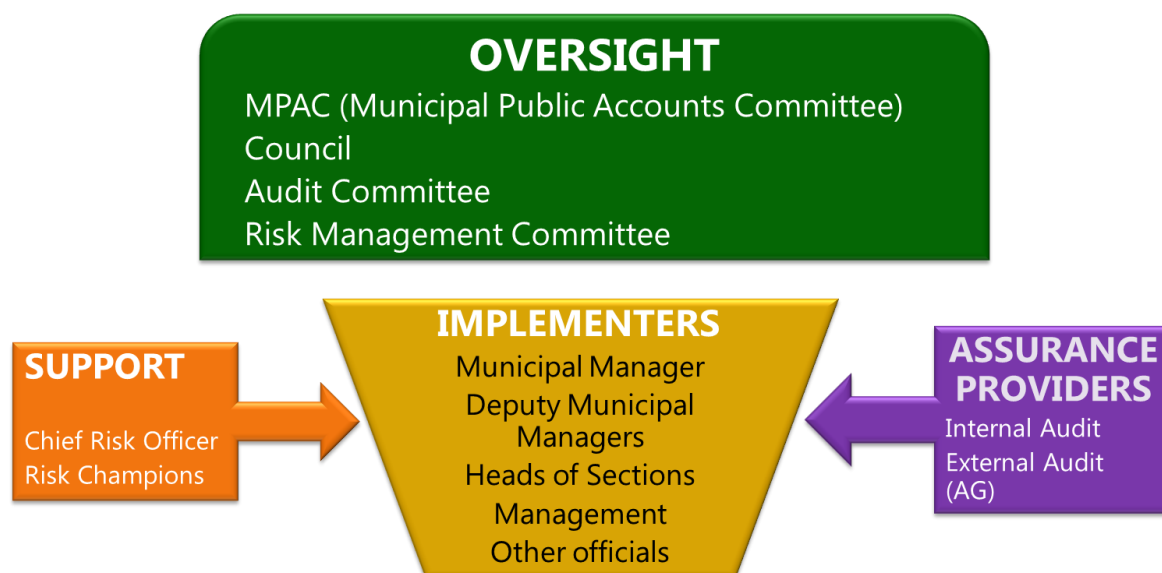 OVERSIGHT
MPAC (Municipal Public Accounts Committee)
Council
Audit Committee
Risk Management Committee
SUPPORT
Chief Risk Officer
Risk Champions
IMPLEMENTERS
Municipal Manager
Deputy Municipal
Managers
Heads of Sections
Management
Other officials
ASSURANCE
PROVIDERS
Internal Audit
External Audit
(AG)